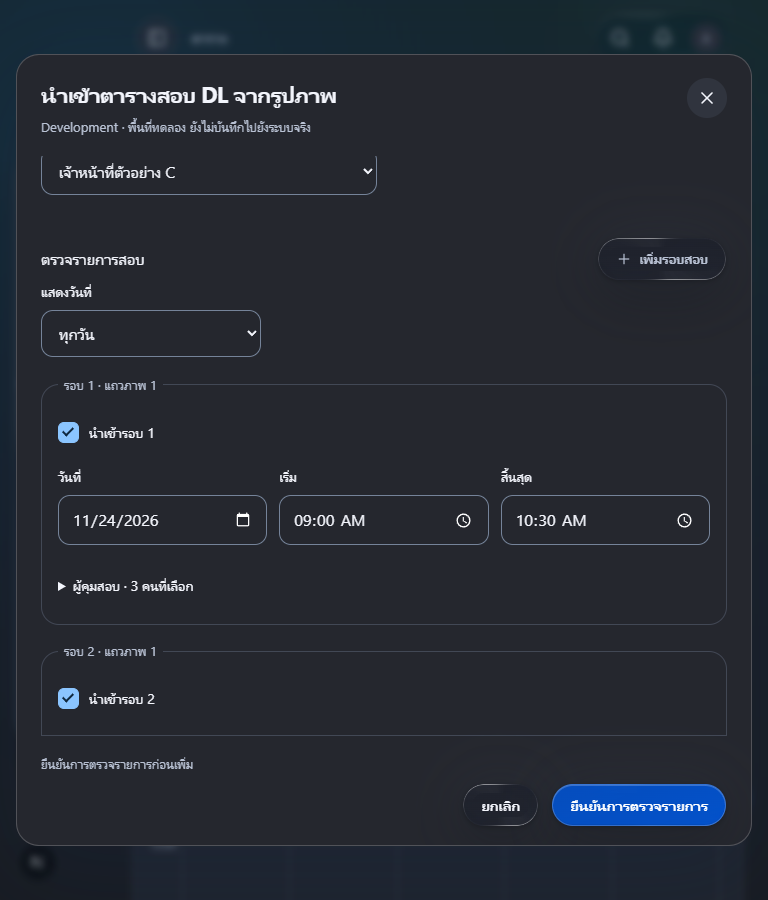 นำเข้าตารางสอบ DL จากรูปภาพ
Development · พื้นที่ทดลอง ยังไม่บันทึกไปยังระบบจริง
เจ้าหน้าที่ตัวอย่าง C
ตรวจรายการสอบ
+ เพิ่มรอบสอบ
แสดงวันที่
ทุกวัน
รอบ 1 · แถวภาพ 1
นำเข้ารอบ 1
วันที่ เริ่ม สิ้นสุด
11/24/2026 09:00 AM 10:30 AM
ผู้คุมสอบ · 3 คนที่เลือก
รอบ 2 · แถวภาพ 1
นำเข้ารอบ 2
ยืนยันการตรวจรายการก่อนเพิ่ม
ยกเลิก ยืนยันการตรวจรายการ